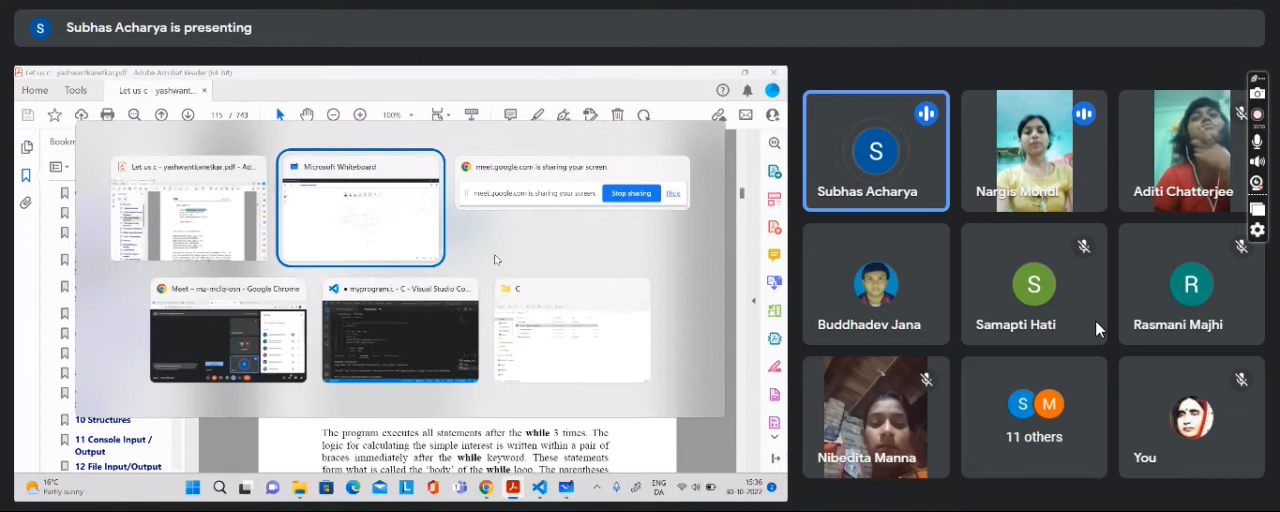 S Subhas Acharya is presenting
Let us c - yashwantkanetkar.pdf - Adobe Acrobat Reader (64-bit)
Home Tools Let us c - yashwant... ×
115 / 743 100%
Bookm
Let us c - yashwantkanetkar.pdf - Ad...
Microsoft Whiteboard
meet.google.com is sharing your screen.
meet.google.com is sharing your screen. Stop sharing Hide
Google Chrome
myprogram.c - C - Visual Studio Co...
C
10 Structures
11 Console Input /
Output
12 File Input/Output
The program executes all statements after the while 3 times. The
logic for calculating the simple interest is written within a pair of
braces immediately after the while keyword. These statements
form what is called the 'body' of the while loop. The parentheses
16°C
Partly sunny
ENG
DA
15:36
30-10-2022
S
Subhas Acharya
Nargis Mondl
Aditi Chatterjee
Buddhadev Jana
S
Samapti Hati
R
Rasmani Majhi
Nibedita Manna
S M
11 others
You